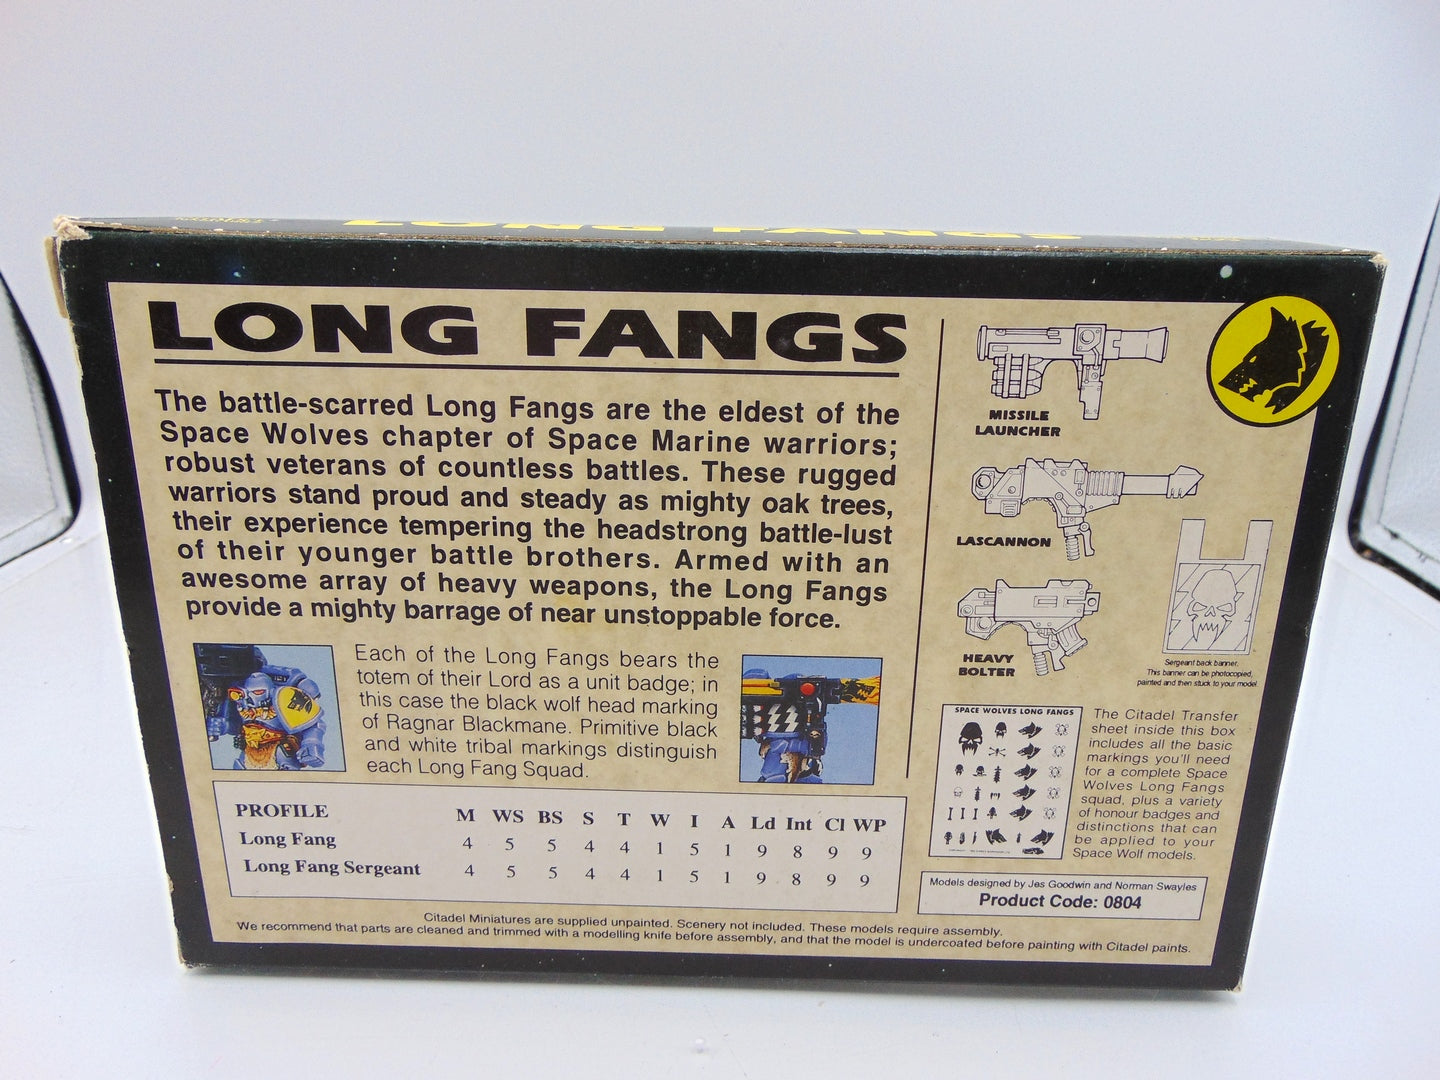 LONG FANGS
LONG FANGS
The battle-scarred Long Fangs are the eldest of the
Space Wolves chapter of Space Marine warriors;
robust veterans of countless battles. These rugged
warriors stand proud and steady as mighty oak trees,
their experience tempering the headstrong battle-lust
of their younger battle brothers. Armed with an
awesome array of heavy weapons, the Long Fangs
provide a mighty barrage of near unstoppable force.
Each of the Long Fangs bears the
totem of their Lord as a unit badge; in
this case the black wolf head marking
of Ragnar Blackmane. Primitive black
and white tribal markings distinguish
each Long Fang Squad.
PROFILE M WS BS S T W I A Ld Int Cl WP
Long Fang 4 5 5 4 4 1 5 1 9 8 9 9
Long Fang Sergeant 4 5 5 4 4 1 5 1 9 8 9 9
MISSILE
LAUNCHER
LASCANNON
HEAVY
BOLTER
Sergeant back banner.
This banner can be photocopied,
painted and then stuck to your model
SPACE WOLVES LONG FANGS
The Citadel Transfer
sheet inside this box
includes all the basic
markings you'll need
for a complete Space
Wolves Long Fangs
squad, plus a variety
of honour badges and
distinctions that can
be applied to your
Space Wolf models.
Models designed by Jes Goodwin and Norman Swayles
Product Code: 0804
Citadel Miniatures are supplied unpainted. Scenery not included. These models require assembly.
We recommend that parts are cleaned and trimmed with a modelling knife before assembly, and that the model is undercoated before painting with Citadel paints.